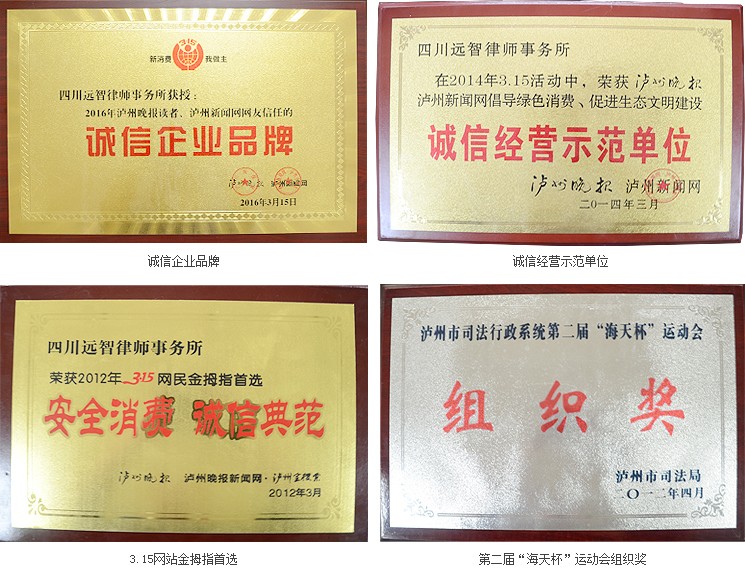 3·15
新消费 我做主
四川远智律师事务所获授:
2016年泸州晚报读者、泸州新闻网网友信任的
诚信企业品牌
泸州晚报 泸州新闻网
2016年3月15日
诚信企业品牌
四川远智律师事务所
在2014年3.15活动中,荣获 泸州晚报
泸州新闻网倡导绿色消费、促进生态文明建设
诚信经营示范单位
泸州晚报 泸州新闻网
二〇一四年三月
诚信经营示范单位
四川远智律师事务所
荣获2012年 3·15 网民金拇指首选
安全消费 诚信典范
泸州晚报 泸州晚报新闻网·泸州全搜索
2012年3月
3.15网站金拇指首选
泸州市司法行政系统第二届“海天杯”运动会
组织奖
泸州市司法局
二〇一二年四月
第二届“海天杯”运动会组织奖